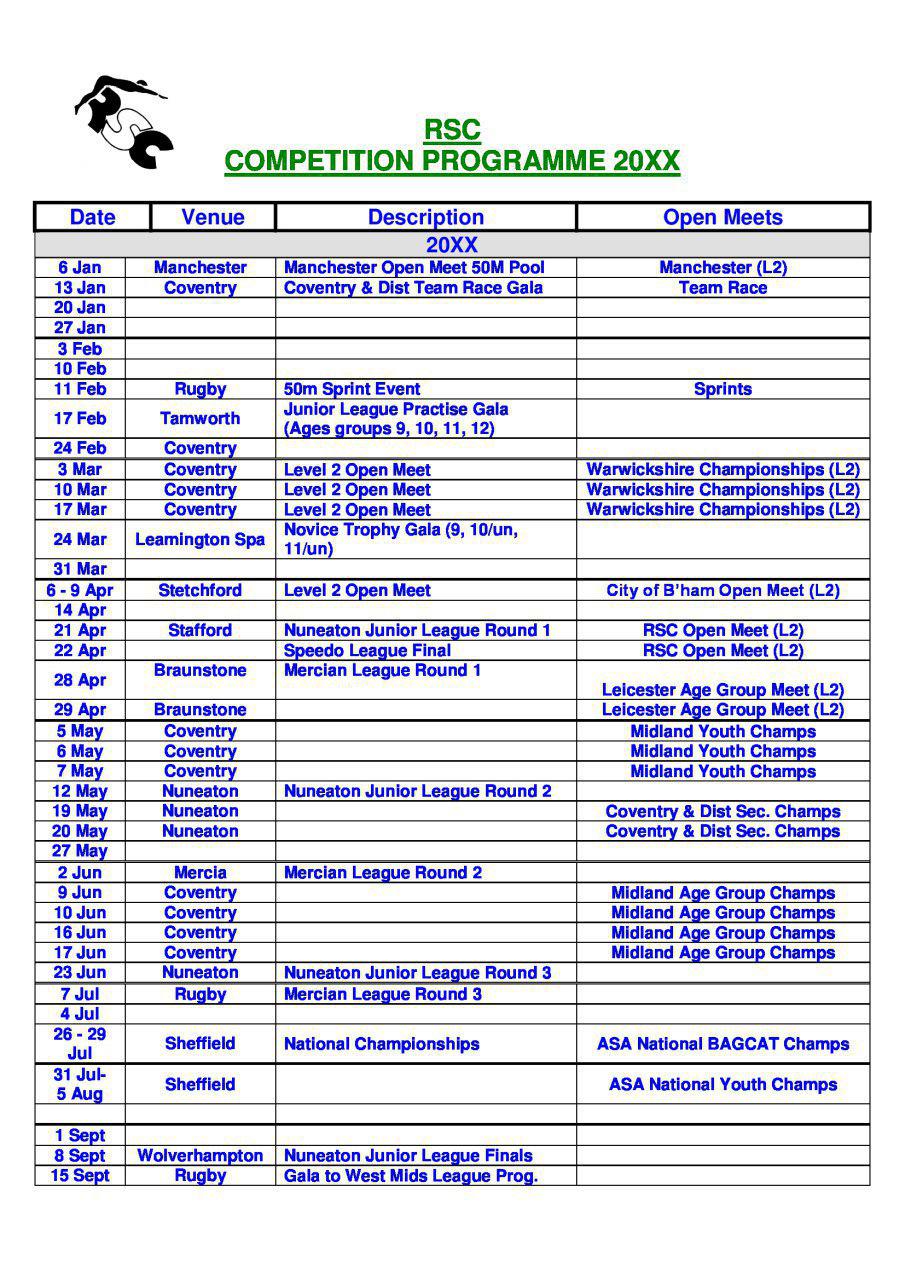 RSC
RSC
COMPETITION PROGRAMME 20XX
Date Venue Description Open Meets
20XX
6 Jan Manchester Manchester Open Meet 50M Pool Manchester (L2)
13 Jan Coventry Coventry & Dist Team Race Gala Team Race
20 Jan
27 Jan
3 Feb
10 Feb
11 Feb Rugby 50m Sprint Event Sprints
17 Feb Tamworth Junior League Practise Gala
(Ages groups 9, 10, 11, 12)
24 Feb Coventry
3 Mar Coventry Level 2 Open Meet Warwickshire Championships (L2)
10 Mar Coventry Level 2 Open Meet Warwickshire Championships (L2)
17 Mar Coventry Level 2 Open Meet Warwickshire Championships (L2)
24 Mar Leamington Spa Novice Trophy Gala (9, 10/un,
11/un)
31 Mar
6 - 9 Apr Stetchford Level 2 Open Meet City of B’ham Open Meet (L2)
14 Apr
21 Apr Stafford Nuneaton Junior League Round 1 RSC Open Meet (L2)
22 Apr Speedo League Final RSC Open Meet (L2)
28 Apr Braunstone Mercian League Round 1
Leicester Age Group Meet (L2)
29 Apr Braunstone Leicester Age Group Meet (L2)
5 May Coventry Midland Youth Champs
6 May Coventry Midland Youth Champs
7 May Coventry Midland Youth Champs
12 May Nuneaton Nuneaton Junior League Round 2
19 May Nuneaton Coventry & Dist Sec. Champs
20 May Nuneaton Coventry & Dist Sec. Champs
27 May
2 Jun Mercia Mercian League Round 2
9 Jun Coventry Midland Age Group Champs
10 Jun Coventry Midland Age Group Champs
16 Jun Coventry Midland Age Group Champs
17 Jun Coventry Midland Age Group Champs
23 Jun Nuneaton Nuneaton Junior League Round 3
7 Jul Rugby Mercian League Round 3
4 Jul
26 - 29
Jul Sheffield National Championships ASA National BAGCAT Champs
31 Jul-
5 Aug Sheffield ASA National Youth Champs
1 Sept
8 Sept Wolverhampton Nuneaton Junior League Finals
15 Sept Rugby Gala to West Mids League Prog.